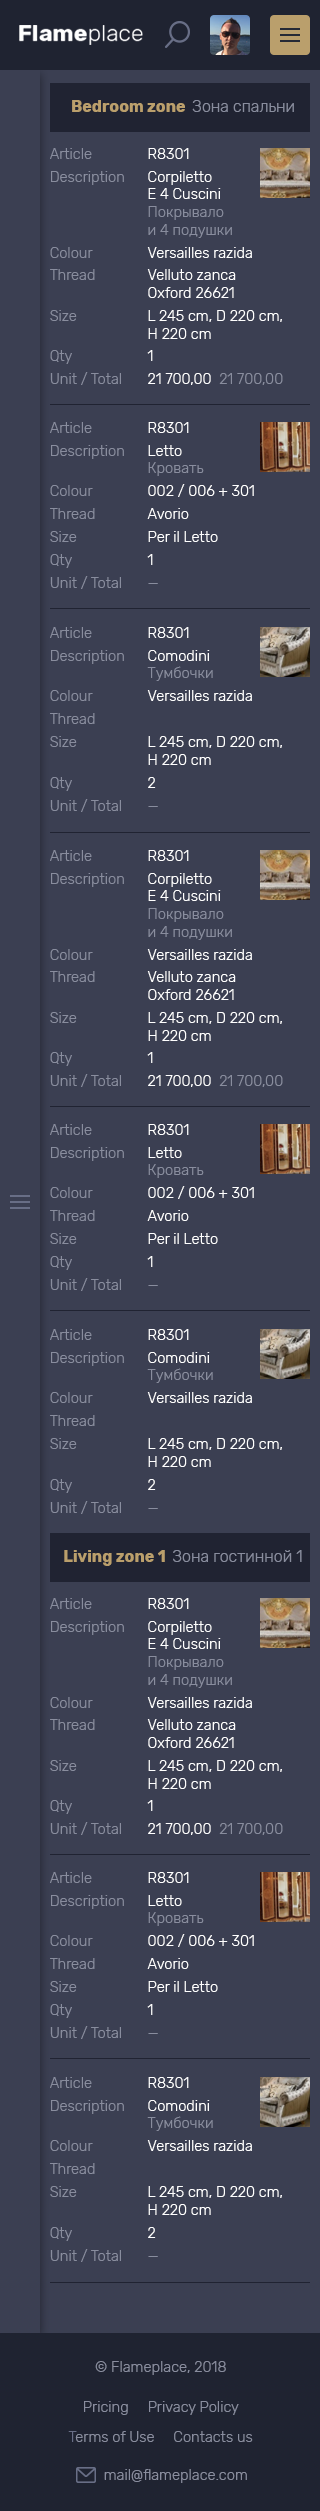 Flameplace
Bedroom zone Зона спальни
Article R8301
Description Corpiletto
E 4 Cuscini
Покрывало
и 4 подушки
Colour Versailles razida
Thread Velluto zanca
Oxford 26621
Size L 245 cm, D 220 cm,
H 220 cm
Qty 1
Unit / Total 21 700,00 21 700,00
Article R8301
Description Letto
Кровать
Colour 002 / 006 + 301
Thread Avorio
Size Per il Letto
Qty 1
Unit / Total —
Article R8301
Description Comodini
Тумбочки
Colour Versailles razida
Thread
Size L 245 cm, D 220 cm,
H 220 cm
Qty 2
Unit / Total —
Article R8301
Description Corpiletto
E 4 Cuscini
Покрывало
и 4 подушки
Colour Versailles razida
Thread Velluto zanca
Oxford 26621
Size L 245 cm, D 220 cm,
H 220 cm
Qty 1
Unit / Total 21 700,00 21 700,00
Article R8301
Description Letto
Кровать
Colour 002 / 006 + 301
Thread Avorio
Size Per il Letto
Qty 1
Unit / Total —
Article R8301
Description Comodini
Тумбочки
Colour Versailles razida
Thread
Size L 245 cm, D 220 cm,
H 220 cm
Qty 2
Unit / Total —
Living zone 1 Зона гостинной 1
Article R8301
Description Corpiletto
E 4 Cuscini
Покрывало
и 4 подушки
Colour Versailles razida
Thread Velluto zanca
Oxford 26621
Size L 245 cm, D 220 cm,
H 220 cm
Qty 1
Unit / Total 21 700,00 21 700,00
Article R8301
Description Letto
Кровать
Colour 002 / 006 + 301
Thread Avorio
Size Per il Letto
Qty 1
Unit / Total —
Article R8301
Description Comodini
Тумбочки
Colour Versailles razida
Thread
Size L 245 cm, D 220 cm,
H 220 cm
Qty 2
Unit / Total —
© Flameplace, 2018
Pricing Privacy Policy
Terms of Use Contacts us
mail@flameplace.com